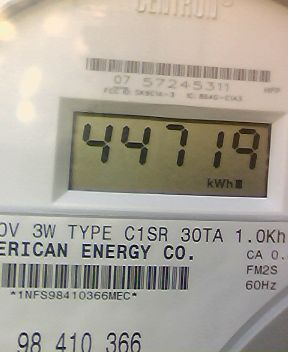 CENTRON®
07 57245311
44719
kWh
0V 3W TYPE C1SR 30TA 1.0Kh
ERICAN ENERGY CO.
CA 0.
FM2S
60Hz
*1NFS98410366MEC*
98 410 366